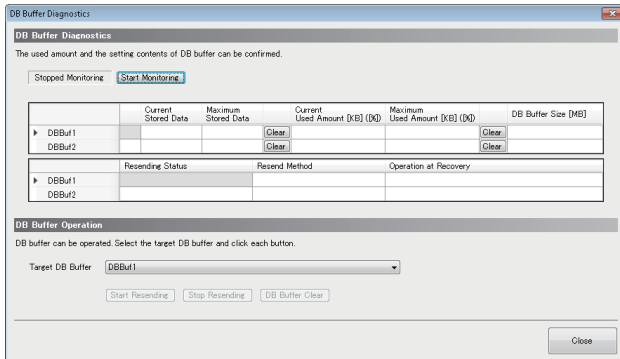 DB Buffer Diagnostics
DB Buffer Diagnostics
The used amount and the setting contents of DB buffer can be confirmed.
Stopped Monitoring Start Monitoring
Current Stored Data Maximum Stored Data Current Used Amount [KB] ([%]) Maximum Used Amount [KB] ([%]) DB Buffer Size [MB]
DBBuf1 Clear Clear
DBBuf2 Clear Clear
Resending Status Resend Method Operation at Recovery
DBBuf1
DBBuf2
DB Buffer Operation
DB buffer can be operated. Select the target DB buffer and click each button.
Target DB Buffer DBBuf1
Start Resending Stop Resending DB Buffer Clear
Close